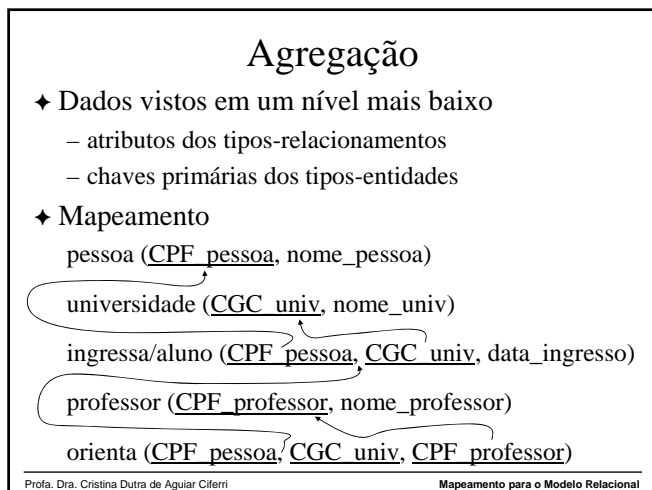 Agregação
✦ Dados vistos em um nível mais baixo
– atributos dos tipos-relacionamentos
– chaves primárias dos tipos-entidades
✦ Mapeamento
pessoa (CPF_pessoa, nome_pessoa)
universidade (CGC_univ, nome_univ)
ingressa/aluno (CPF_pessoa, CGC_univ, data_ingresso)
professor (CPF_professor, nome_professor)
orienta (CPF_pessoa, CGC_univ, CPF_professor)
Profa. Dra. Cristina Dutra de Aguiar Ciferri Mapeamento para o Modelo Relacional